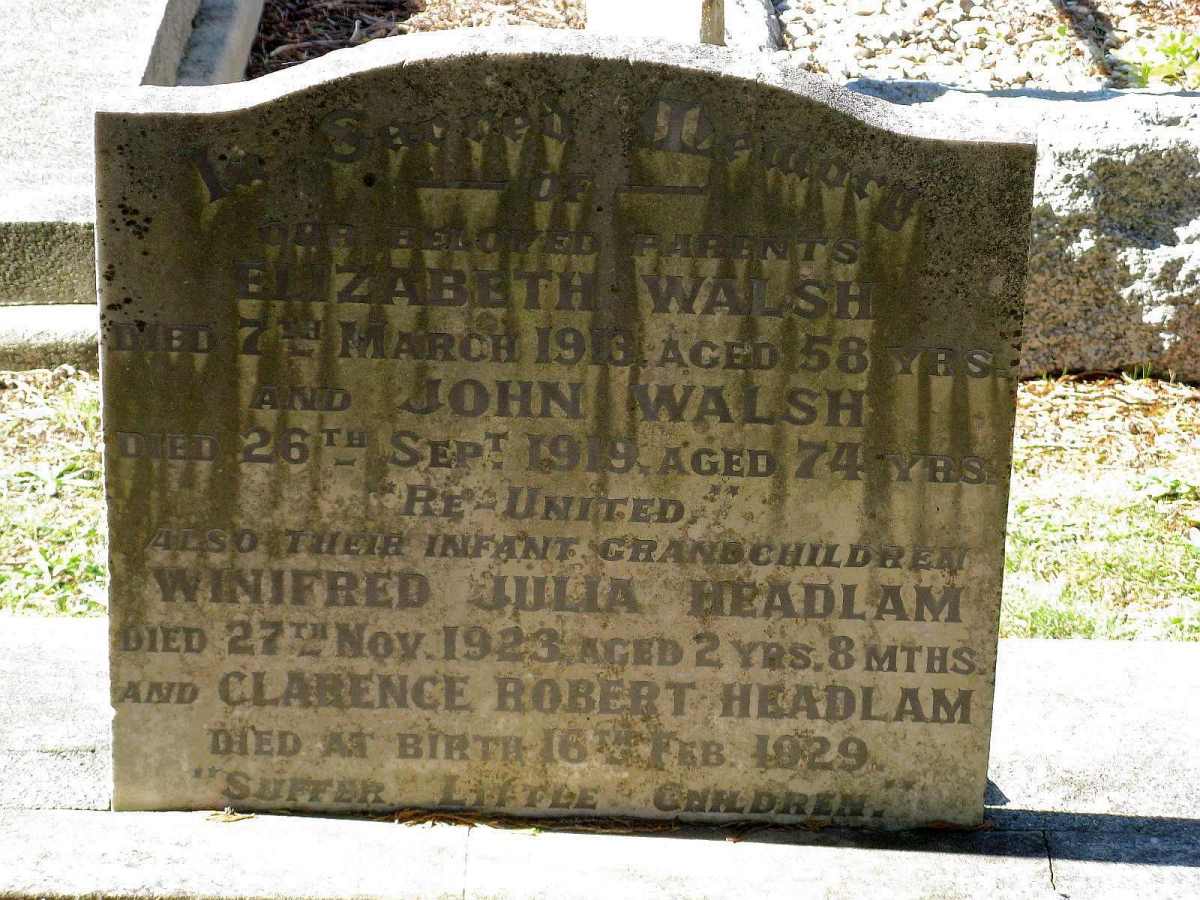 In Sacred Memory
OF
OUR BELOVED PARENTS
ELIZABETH WALSH
DIED 7TH MARCH 1913. AGED 58 YRS.
AND JOHN WALSH
DIED 26TH SEPT. 1919. AGED 74 YRS.
"RE-UNITED."
ALSO THEIR INFANT GRANDCHILDREN
WINIFRED JULIA HEADLAM
DIED 27TH NOV. 1923. AGED 2 YRS. 8 MTHS.
AND CLARENCE ROBERT HEADLAM
DIED AT BIRTH 16TH FEB. 1929.
"SUFFER LITTLE CHILDREN."